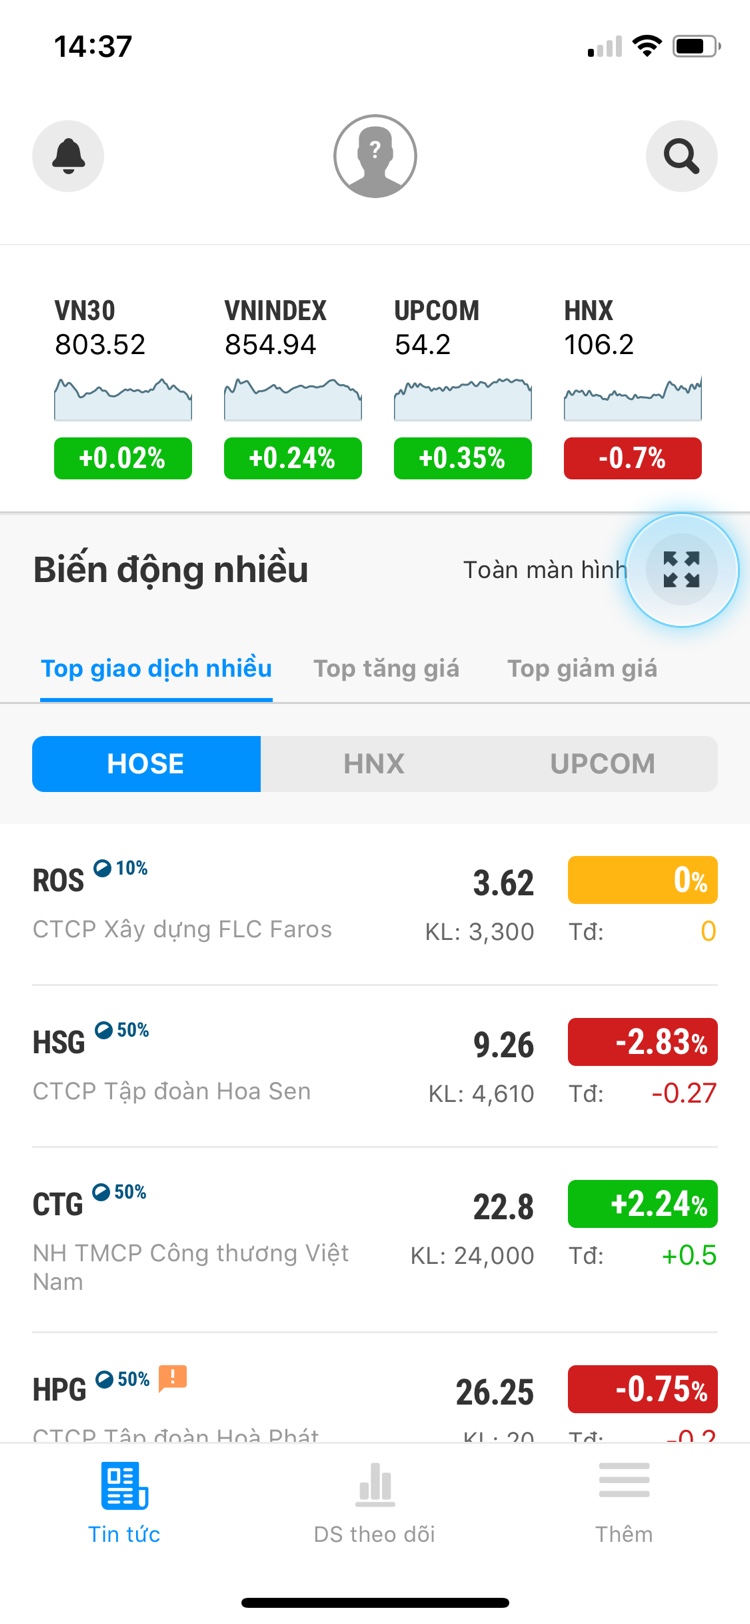 14:37
?
VN30 VNINDEX UPCOM HNX
803.52 854.94 54.2 106.2
+0.02% +0.24% +0.35% -0.7%
Biến động nhiều Toàn màn hình
Top giao dịch nhiều Top tăng giá Top giảm giá
HOSE HNX UPCOM
ROS 10% 3.62 0%
CTCP Xây dựng FLC Faros KL: 3,300 Tđ: 0
HSG 50% 9.26 -2.83%
CTCP Tập đoàn Hoa Sen KL: 4,610 Tđ: -0.27
CTG 50% 22.8 +2.24%
NH TMCP Công thương Việt KL: 24,000 Tđ: +0.5
Nam
HPG 50% ! 26.25 -0.75%
CTCP Tập đoàn Hoà Phát KL: 20 Tđ: -0.2
Tin tức DS theo dõi Thêm